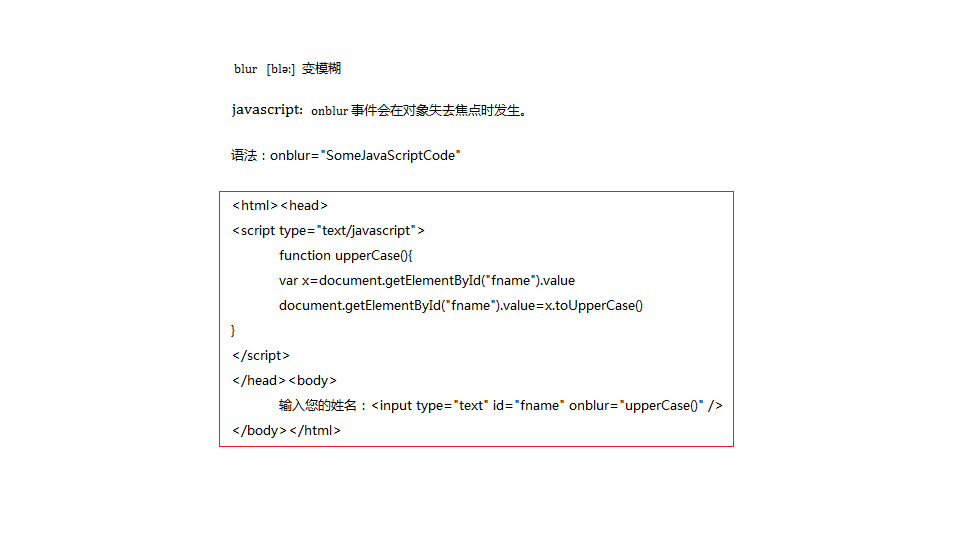 blur [blə:] 变模糊
javascript: onblur 事件会在对象失去焦点时发生。
语法：onblur="SomeJavaScriptCode"
<html><head>
<script type="text/javascript">
function upperCase(){
var x=document.getElementById("fname").value
document.getElementById("fname").value=x.toUpperCase()
}
</script>
</head><body>
输入您的姓名：<input type="text" id="fname" onblur="upperCase()" />
</body></html>